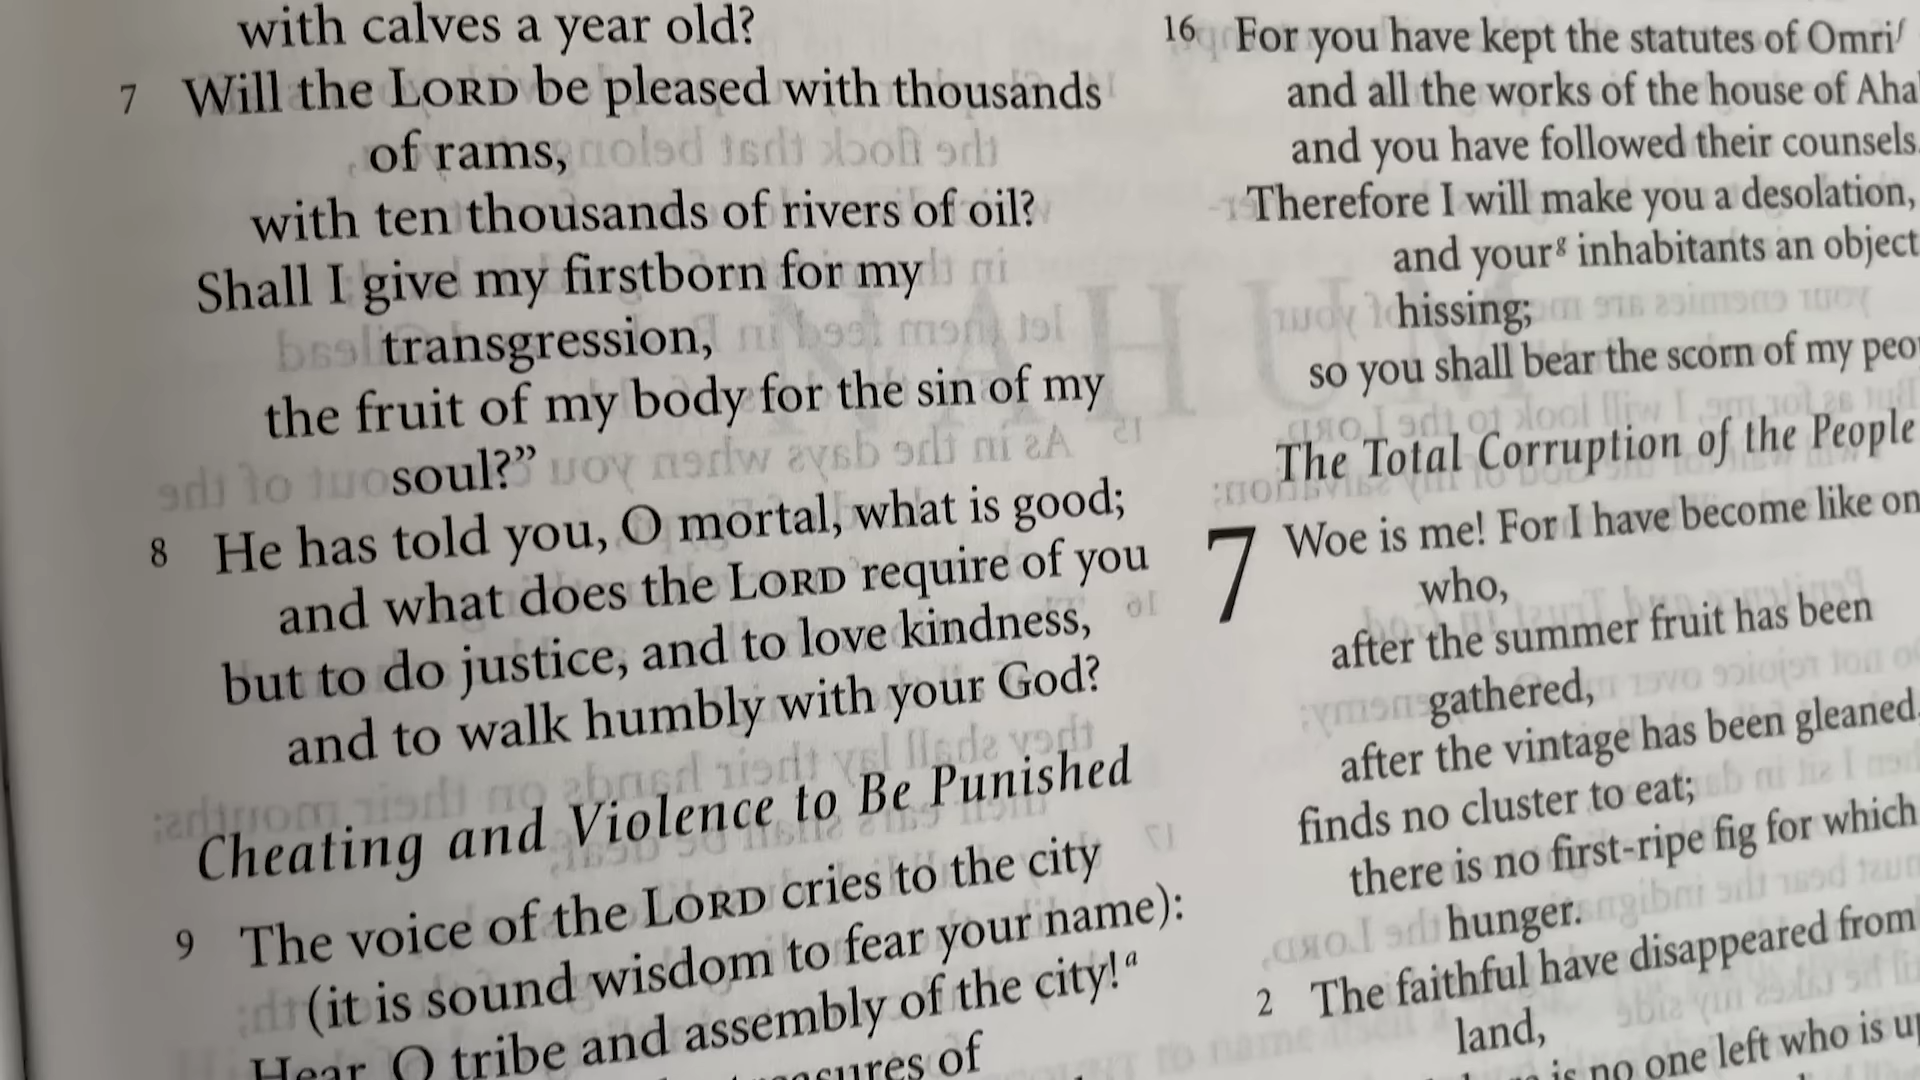 with calves a year old?
7 Will the LORD be pleased with thousands
of rams,
with ten thousands of rivers of oil?
Shall I give my firstborn for my
transgression,
the fruit of my body for the sin of my
soul?”
8 He has told you, O mortal, what is good;
and what does the LORD require of you
but to do justice, and to love kindness,
and to walk humbly with your God?
Cheating and Violence to Be Punished
9 The voice of the LORD cries to the city
(it is sound wisdom to fear your name):
Hear, O tribe and assembly of the city!a
of
16 For you have kept the statutes of Omrif
and all the works of the house of
and you have followed their counsels.
Therefore I will make you a desolation,
and yourg inhabitants an object
hissing;
so you shall bear the scorn of my
The Total Corruption of the People
7 Woe is me! For I have become like
who,
after the summer fruit has been
gathered,
after the vintage has been gleaned,
finds no cluster to eat;
there is no first-ripe fig for which
hunger.
2 The faithful have disappeared from
land,
is no one left who is
NAHUM